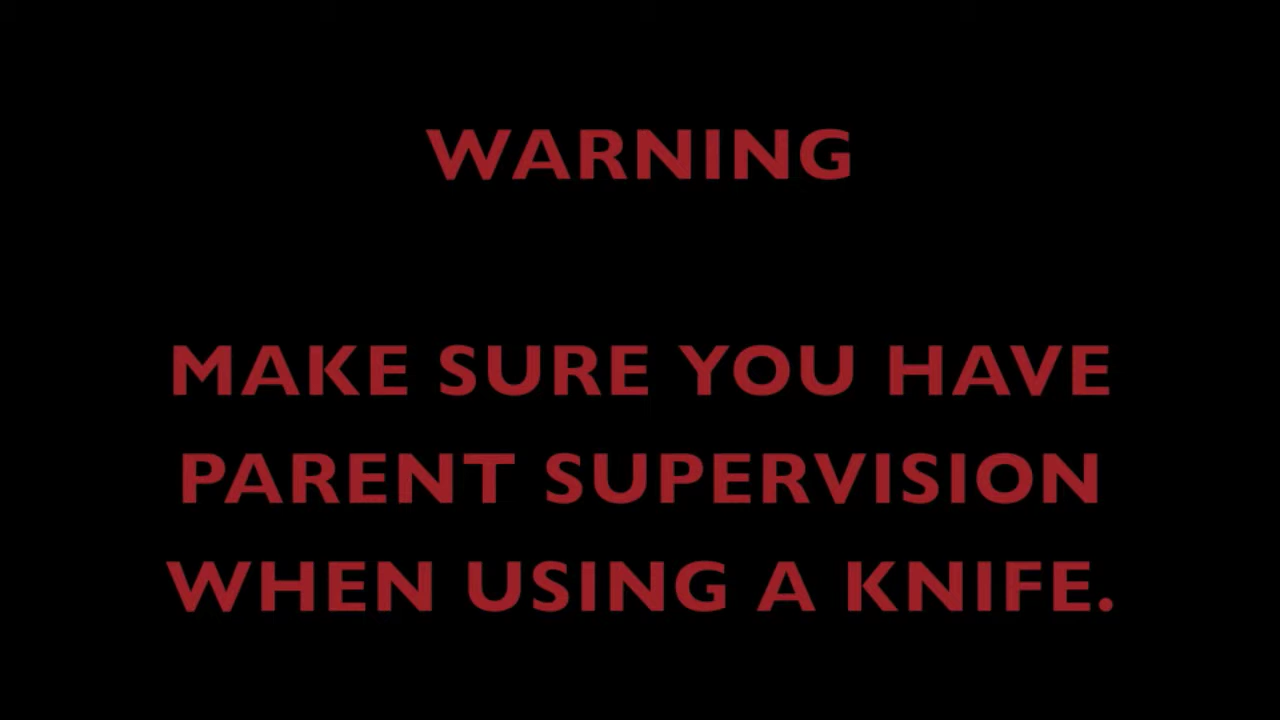 WARNING
MAKE SURE YOU HAVE
PARENT SUPERVISION
WHEN USING A KNIFE.